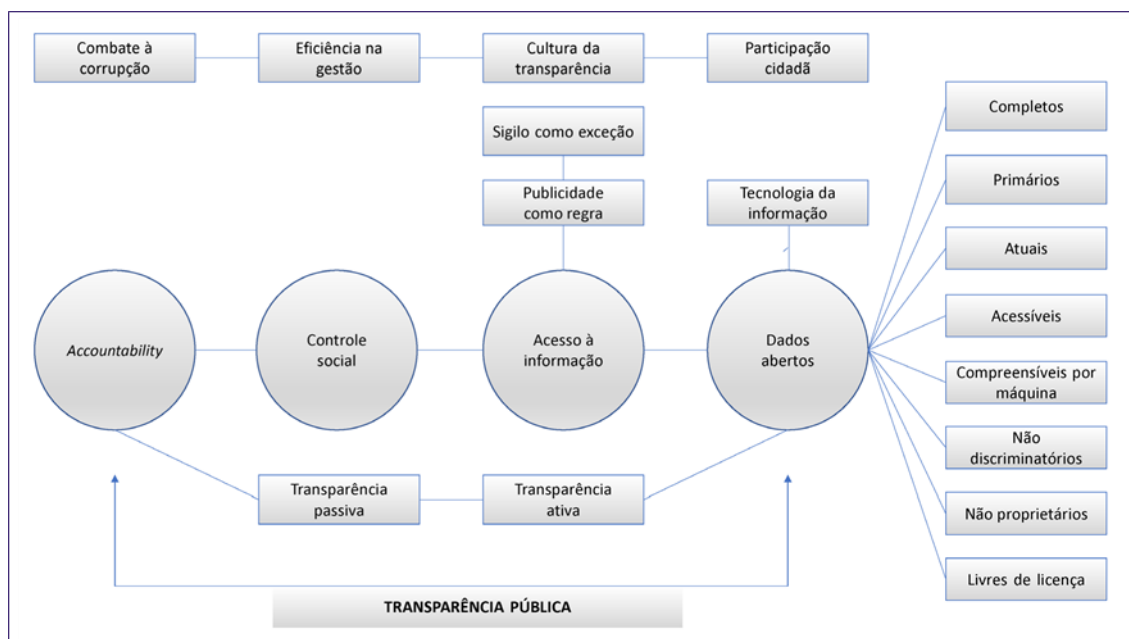 Combate à
corrupção
Eficiência na
gestão
Cultura da
transparência
Participação
cidadã
Sigilo como exceção
Publicidade
como regra
Tecnologia da
informação
Accountability
Controle
social
Acesso à
informação
Dados
abertos
Completos
Primários
Atuais
Acessíveis
Compreensíveis por
máquina
Não
discriminatórios
Não proprietários
Livres de licença
Transparência
passiva
Transparência
ativa
TRANSPARÊNCIA PÚBLICA